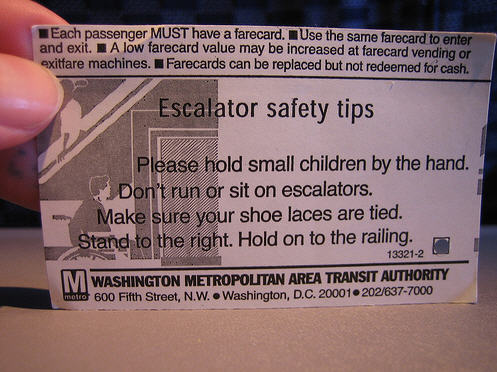 ■ Each passenger MUST have a farecard. ■ Use the same farecard to enter
and exit. ■ A low farecard value may be increased at farecard vending or
exitfare machines. ■ Farecards can be replaced but not redeemed for cash.
Escalator safety tips
Please hold small children by the hand.
Don't run or sit on escalators.
Make sure your shoe laces are tied.
Stand to the right. Hold on to the railing.
13321-2
M
metro
WASHINGTON METROPOLITAN AREA TRANSIT AUTHORITY
600 Fifth Street, N.W. ● Washington, D.C. 20001 ● 202/637-7000